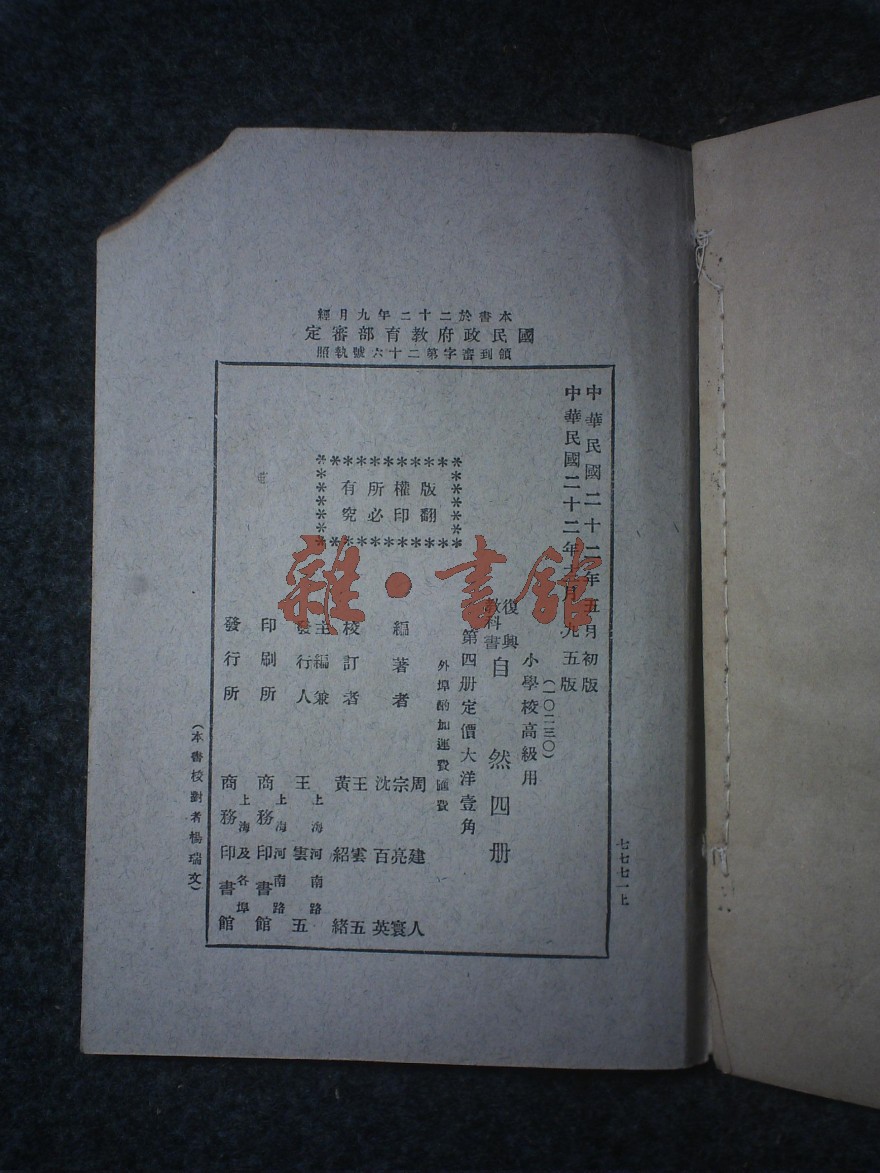 本書於二十二年九月經
國民政府教育部審定
領到審字第二十六號執照
中華民國二十二年五月初版
中華民國二十二年 月 九五版
(一〇二三〇)
小學校高級用
復興
教科書
自然四册
第四册定價大洋壹角
外埠酌加運費匯費
版權所有
翻印必究
編著者
周建人
宗亮寰
沈百英
校訂者
王雲五
黃紹緒
主編兼
發行人
上海河南路
王雲五
印刷所
上海河南路
商務印書館
發行所
上海及各埠
商務印書館
(本書校對者楊瑞文)
七七七一上
雜·書館